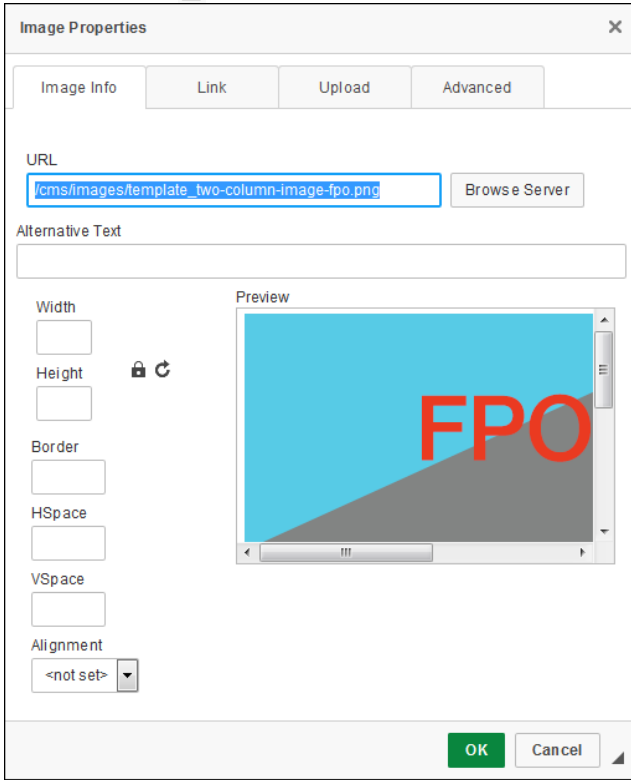 Image Properties
Image Info
Link
Upload
Advanced
URL
/cms/images/template_two-column-image-fpo.png
Browse Server
Alternative Text
Width
Preview
Height
FPO
Border
HSpace
VSpace
Alignment
<not set>
OK
Cancel